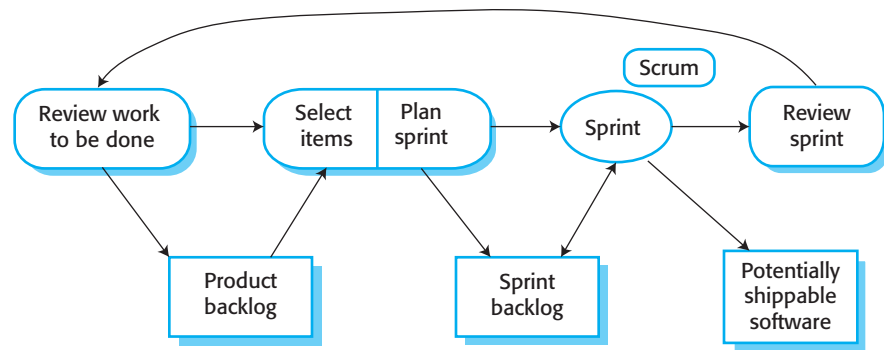 Scrum
Review work
to be done
Select
items
Plan
sprint
Sprint
Review
sprint
Product
backlog
Sprint
backlog
Potentially
shippable
software